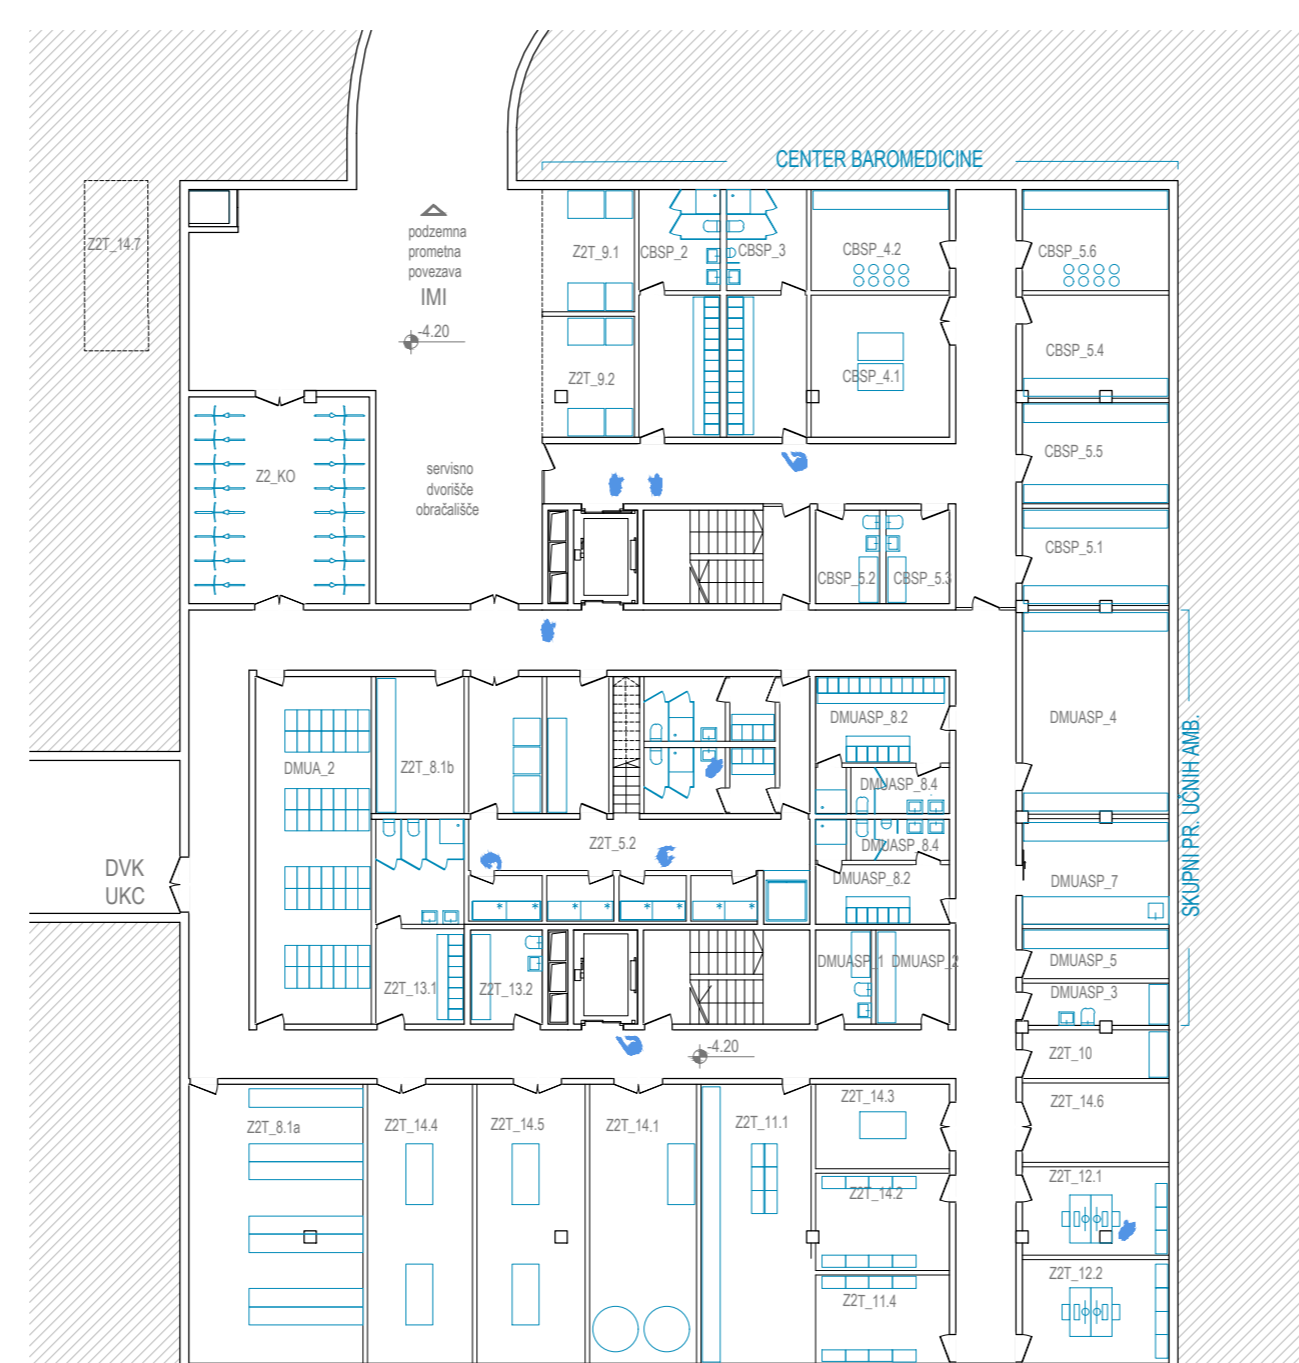 CENTER BAROMEDICINE
Z2T_14.7
podzemna
prometna
povezava
IMI
-4.20
Z2T_9.1
CBSP_2
CBSP_3
CBSP_4.2
CBSP_5.6
Z2T_9.2
CBSP_4.1
CBSP_5.4
Z2_KO
servisno
dvorišče
obračališče
CBSP_5.5
CBSP_5.1
CBSP_5.2
CBSP_5.3
DMUA_2
Z2T_8.1b
DMUASP_8.2
DMUASP_4
DMUASP_8.4
Z2T_5.2
DMUASP_8.4
DMUASP_8.2
DMUASP_7
SKUPNI PR. UČNIH AMB.
DVK
UKC
Z2T_13.1
Z2T_13.2
DMUASP_1
DMUASP_2
DMUASP_5
DMUASP_3
-4.20
Z2T_10
Z2T_8.1a
Z2T_14.4
Z2T_14.5
Z2T_14.1
Z2T_11.1
Z2T_14.3
Z2T_14.6
Z2T_14.2
Z2T_12.1
Z2T_11.4
Z2T_12.2